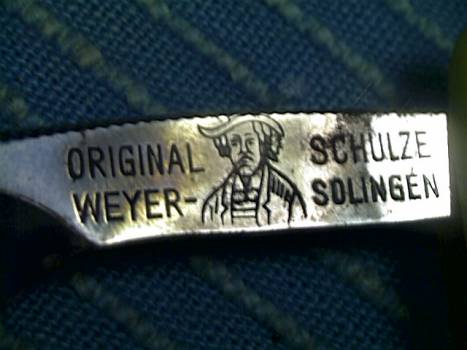 ORIGINAL SCHULZE
WEYER- SOLINGEN